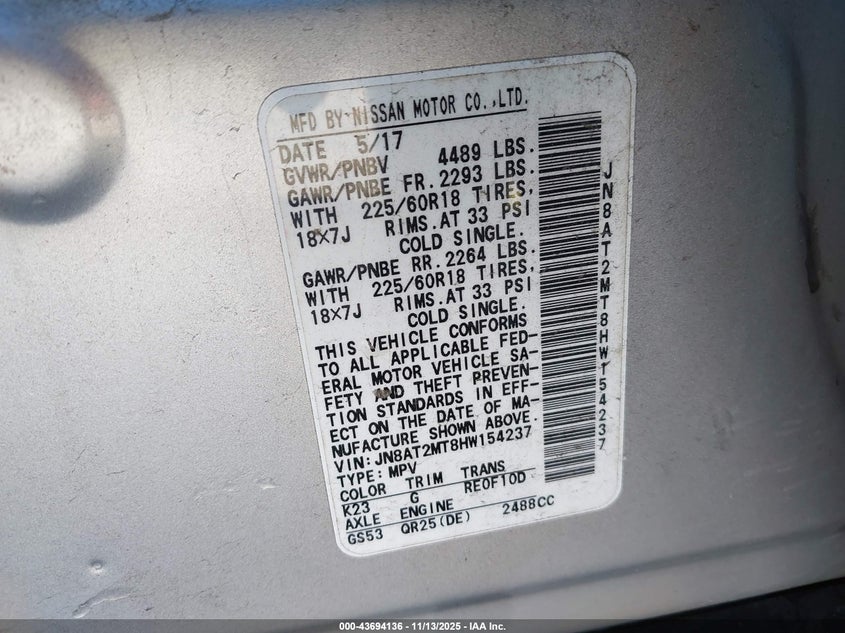 MFD BY NISSAN MOTOR CO.,LTD.
DATE 5/17
GVWR/PNBV 4489 LBS.
GAWR/PNBE FR. 2293 LBS.
WITH 225/60R18 TIRES,
18X7J RIMS.AT 33 PSI
COLD SINGLE.
GAWR/PNBE RR. 2264 LBS.
WITH 225/60R18 TIRES,
18X7J RIMS.AT 33 PSI
COLD SINGLE.
THIS VEHICLE CONFORMS
TO ALL APPLICABLE FED-
ERAL MOTOR VEHICLE SA-
FETY AND THEFT PREVEN-
TION STANDARDS IN EFF-
ECT ON THE DATE OF MA-
NUFACTURE SHOWN ABOVE.
VIN:JN8AT2MT8HW154237
TYPE:MPV
COLOR TRIM TRANS
K23 G RE0F10D
AXLE ENGINE
GS53 QR25(DE) 2488CC
JN8AT2MT8HW154237
000-43694136 - 11/13/2025 - IAA Inc.